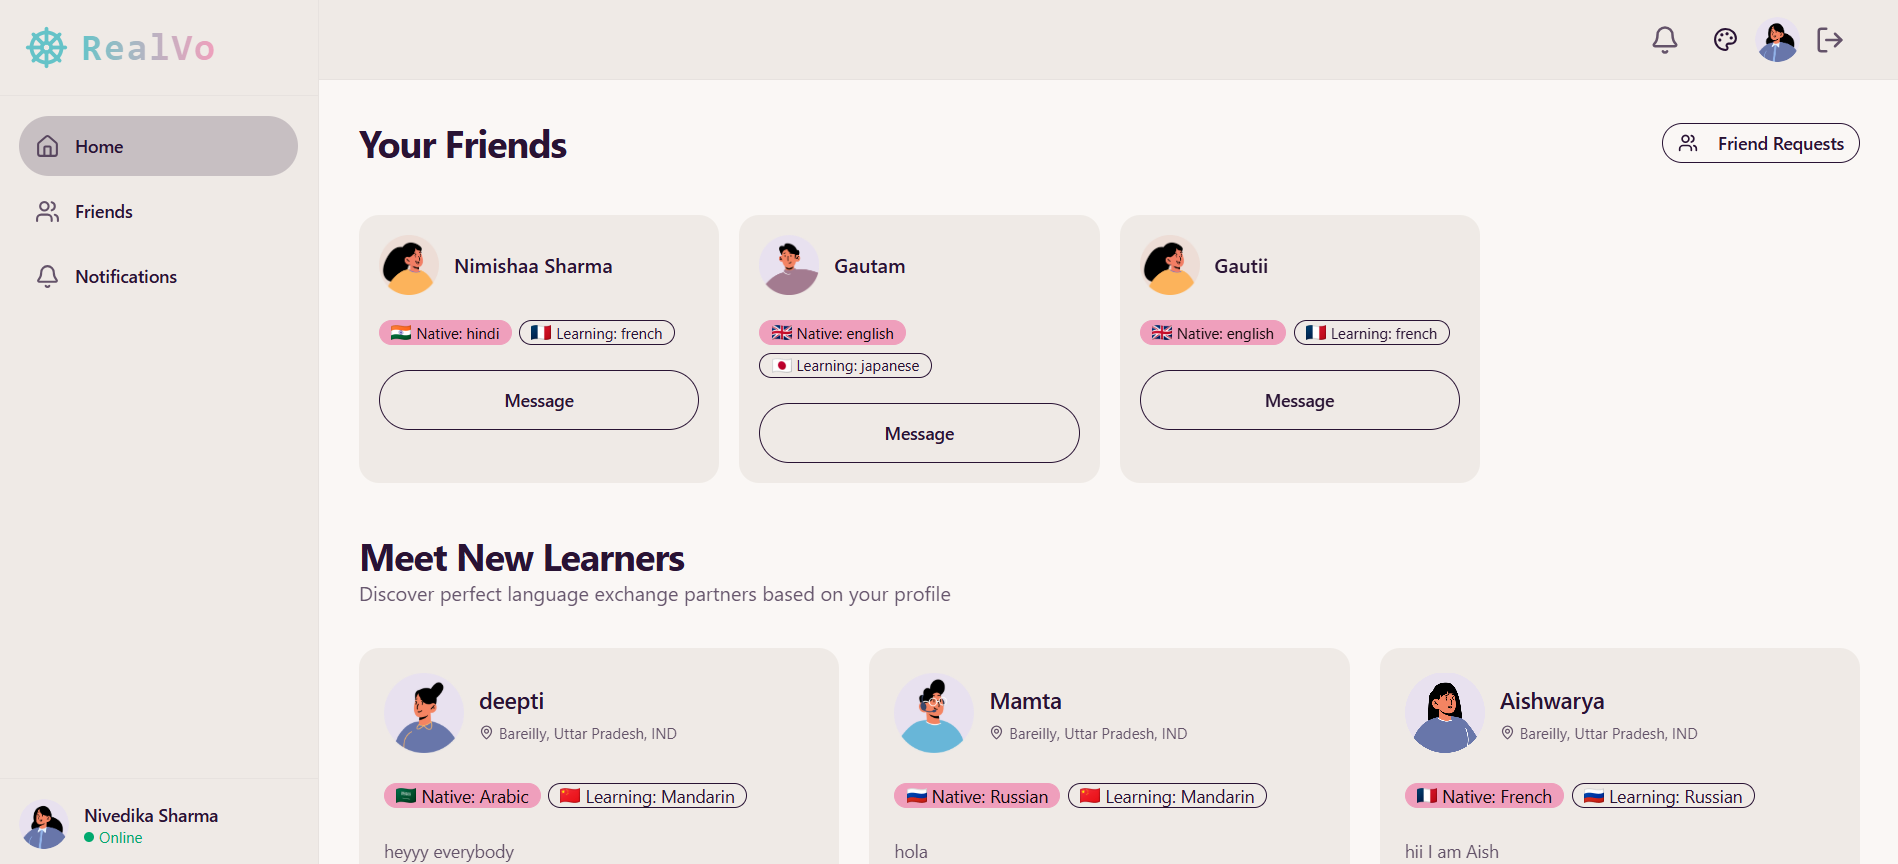 RealVo
Home
Friends
Notifications
Nivedika Sharma
Online
Your Friends
Friend Requests
Nimishaa Sharma
Native: hindi
Learning: french
Message
Gautam
Native: english
Learning: japanese
Message
Gautii
Native: english
Learning: french
Message
Meet New Learners
Discover perfect language exchange partners based on your profile
deepti
Bareilly, Uttar Pradesh, IND
Native: Arabic
Learning: Mandarin
heyyy everybody
Mamta
Bareilly, Uttar Pradesh, IND
Native: Russian
Learning: Mandarin
hola
Aishwarya
Bareilly, Uttar Pradesh, IND
Native: French
Learning: Russian
hii I am Aish